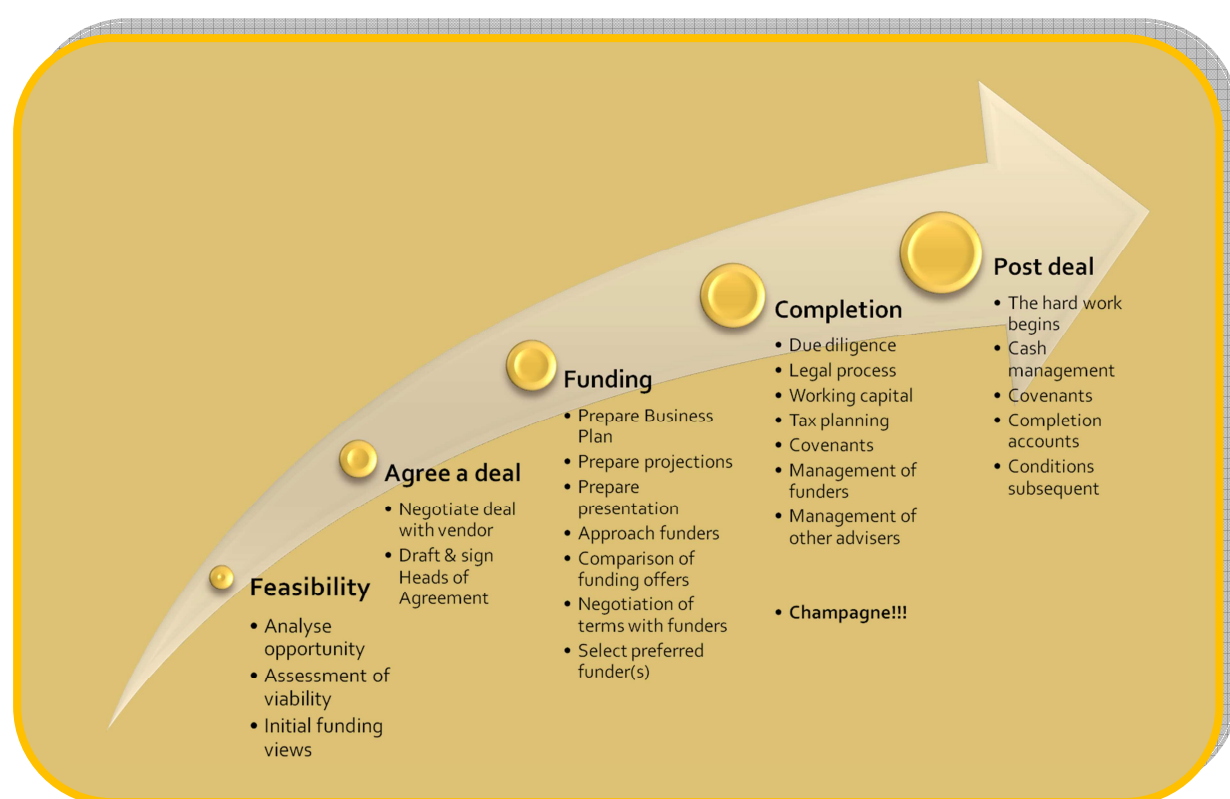 Feasibility
• Analyse
opportunity
• Assessment of
viability
• Initial funding
views
Agree a deal
• Negotiate deal
with vendor
• Draft & sign
Heads of
Agreement
Funding
• Prepare Business
Plan
• Prepare projections
• Prepare
presentation
• Approach funders
• Comparison of
funding offers
• Negotiation of
terms with funders
• Select preferred
funder(s)
Completion
• Due diligence
• Legal process
• Working capital
• Tax planning
• Covenants
• Management of
funders
• Management of
other advisers
• Champagne!!!
Post deal
• The hard work
begins
• Cash
management
• Covenants
• Completion
accounts
• Conditions
subsequent